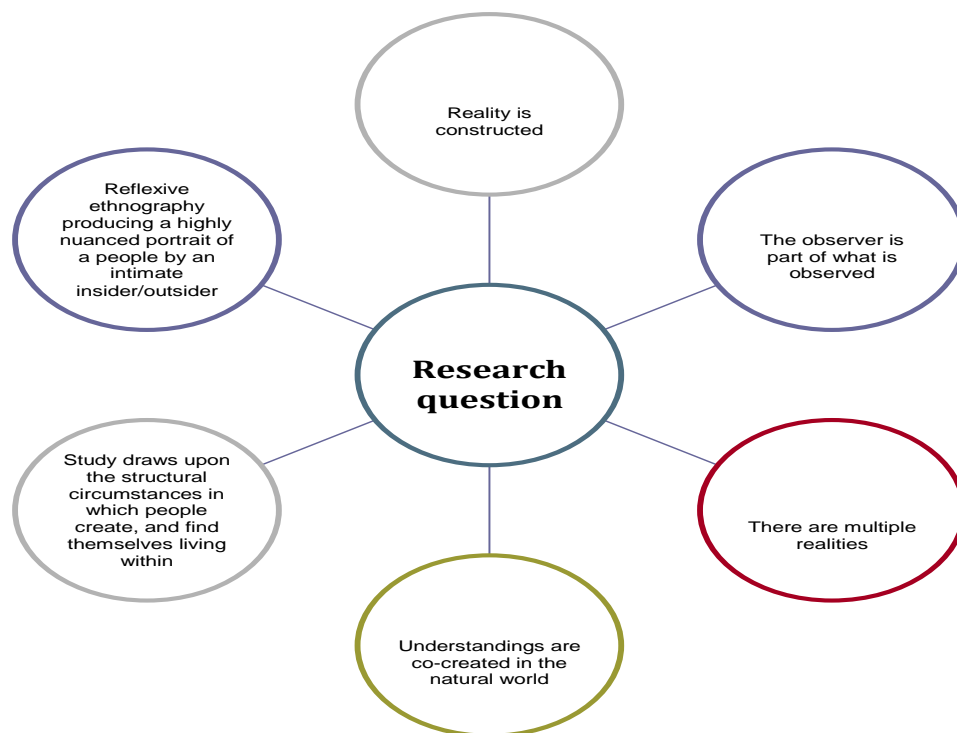 Reality is
constructed
Reflexive
ethnography
producing a highly
nuanced portrait of
a people by an
intimate
insider/outsider
The observer is
part of what is
observed
Research
question
Study draws upon
the structural
circumstances in
which people
create, and find
themselves living
within
There are multiple
realities
Understandings are
co-created in the
natural world